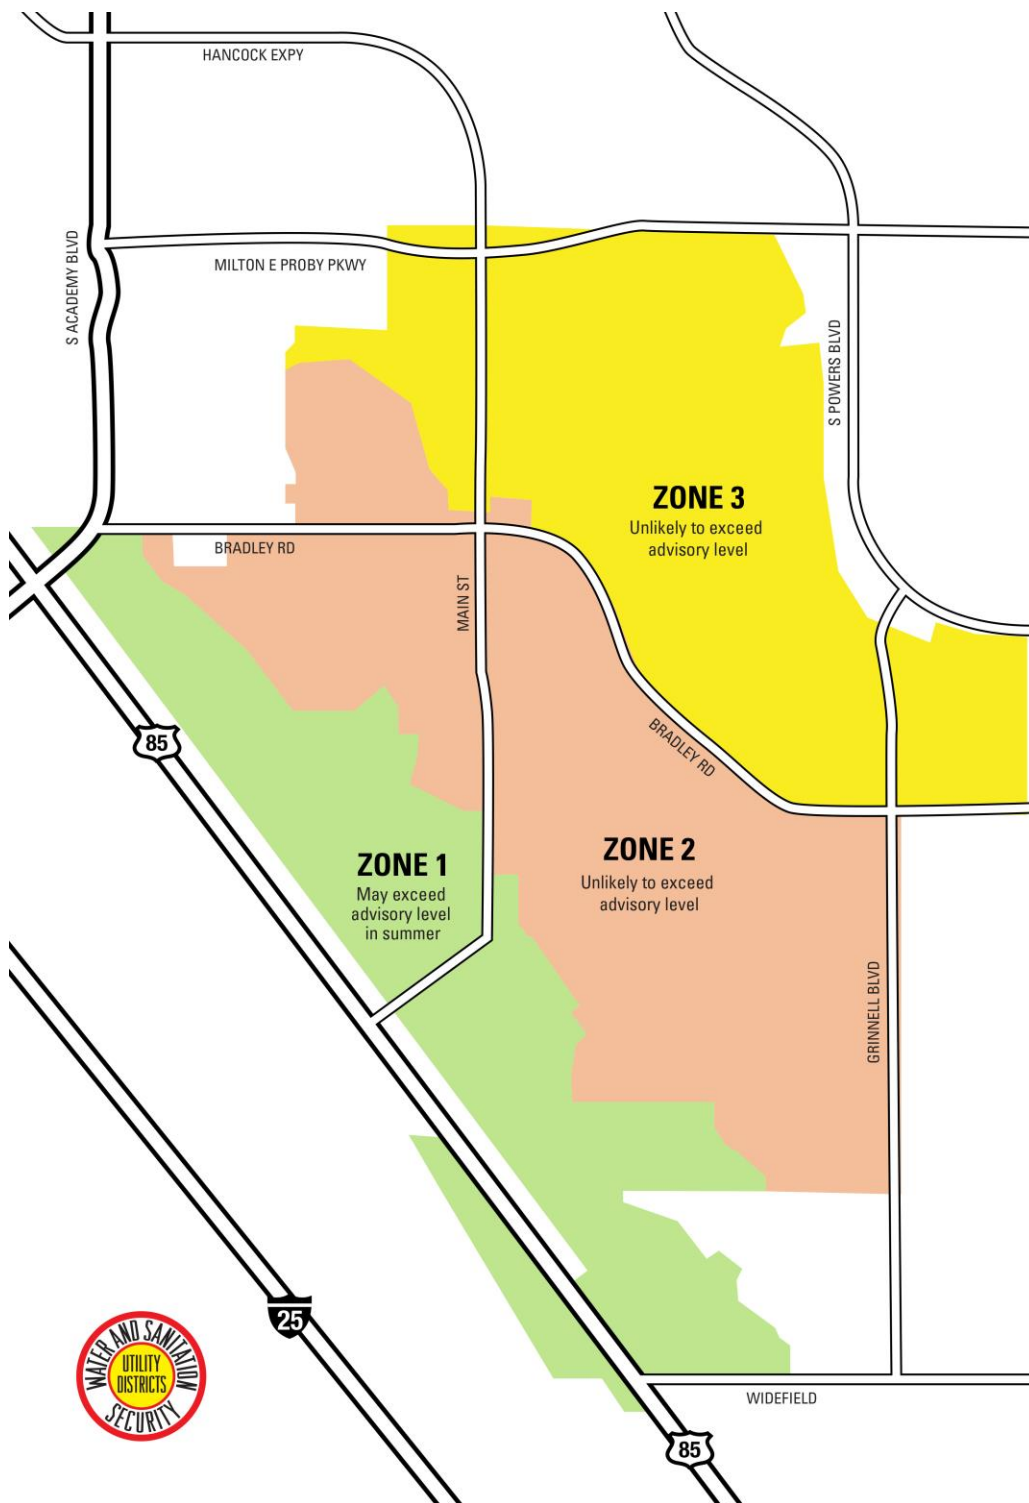 HANCOCK EXPY
S ACADEMY BLVD
MILTON E PROBY PKWY
S POWERS BLVD
ZONE 3
Unlikely to exceed
advisory level
BRADLEY RD
MAIN ST
85
BRADLEY RD
ZONE 1
May exceed
advisory level
in summer
ZONE 2
Unlikely to exceed
advisory level
GRINNELL BLVD
25
WATER AND SANITATION
UTILITY
DISTRICTS
SECURITY
WIDEFIELD
85